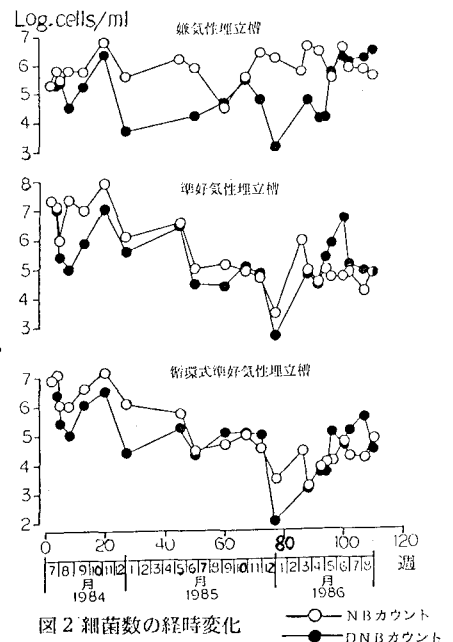 Log.cells/ml
嫌気性埋立槽
7
6
5
4
3
準好気性埋立槽
8
7
6
5
4
3
循環式準好気性埋立槽
7
6
5
4
3
2
0 20 40 60 80 100 120
週
7 8 9 10 11 12 1 2 3 4 5 6 7 8 9 10 11 12 1 2 3 4 5 6 7 8
月 月 月
1984 1985 1986
図2 細菌数の経時変化
NBカウント
DNBカウント